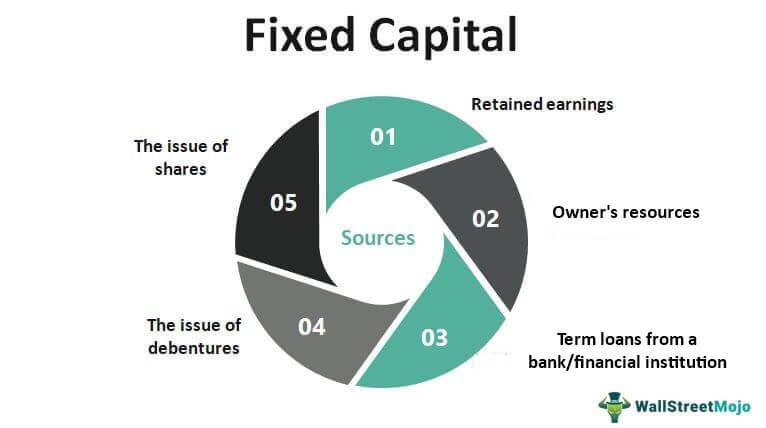 Fixed Capital
01
Retained earnings
02
Owner's resources
03
Term loans from a
bank/financial institution
04
The issue of
debentures
05
The issue of
shares
Sources
WallStreetMojo